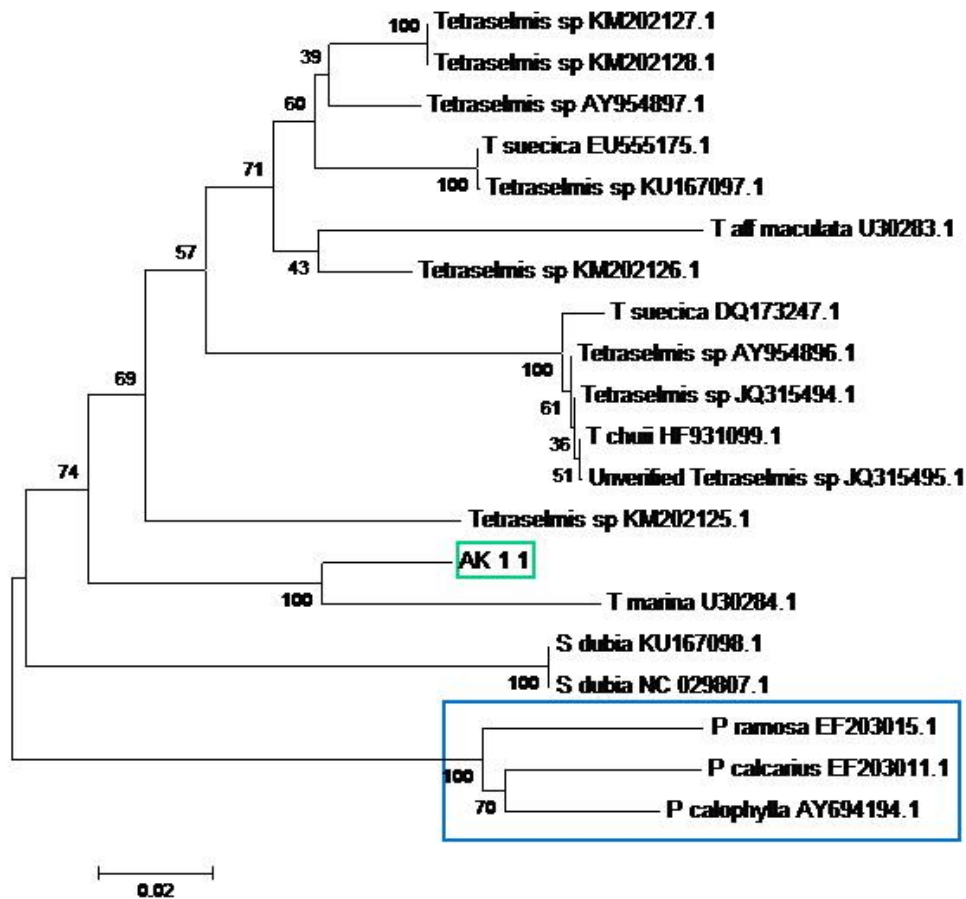 100 Tetraselmis sp KM202127.1
39
Tetraselmis sp KM202128.1
60 Tetraselmis sp AY954897.1
T suecica EU555175.1
71
100 Tetraselmis sp KU167097.1
T aff maculata U30283.1
57
43 Tetraselmis sp KM202126.1
T suecica DQ173247.1
Tetraselmis sp AY954896.1
100
69
Tetraselmis sp JQ315494.1
61
T chuii HF931099.1
36
74
51 Unverified Tetraselmis sp JQ315495.1
Tetraselmis sp KM202125.1
AK 1 1
100 T marina U30284.1
S dubia KU167098.1
100 S dubia NC 029807.1
P ramosa EF203015.1
100 P calcarius EF203011.1
70 P calophylla AY694194.1
0.02